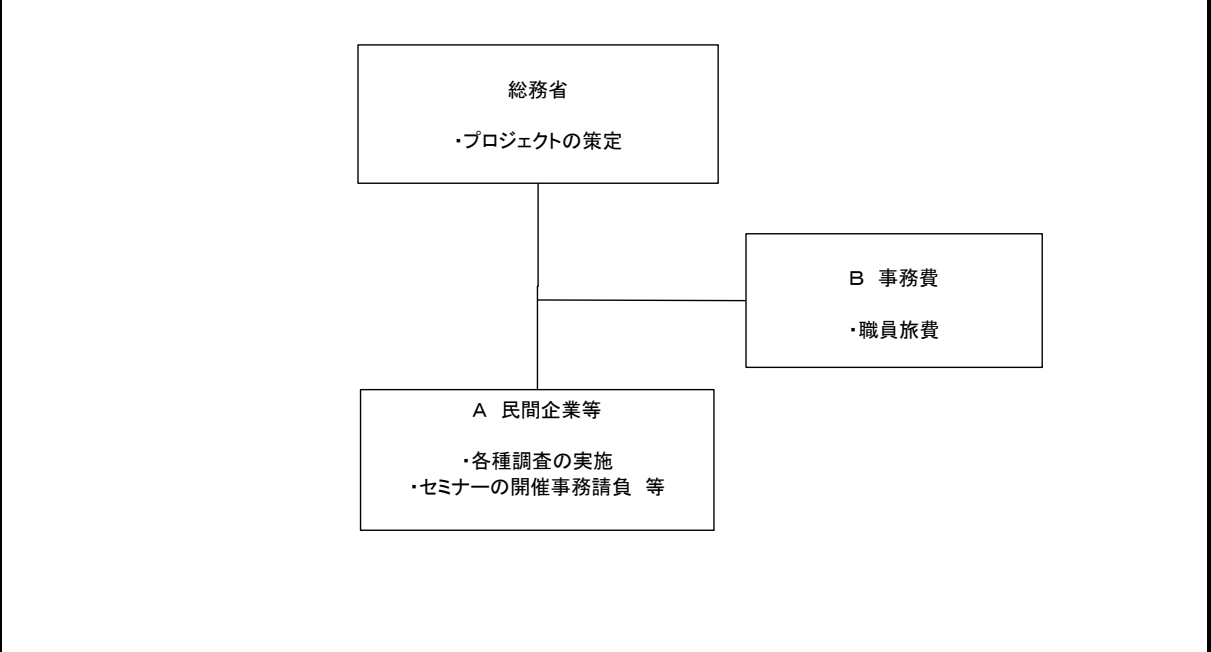 総務省
・プロジェクトの策定
B　事務費
・職員旅費
A　民間企業等
・各種調査の実施
・セミナーの開催事務請負　等